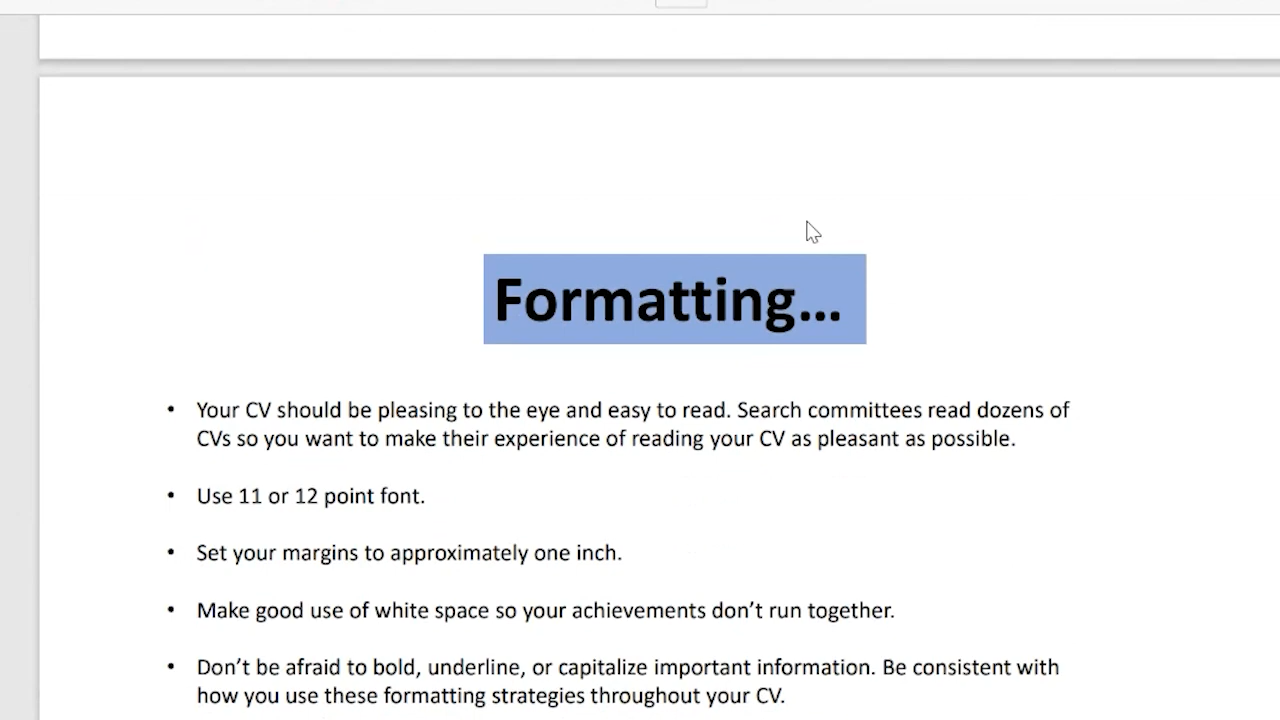 Formatting...
• Your CV should be pleasing to the eye and easy to read. Search committees read dozens of
CVs so you want to make their experience of reading your CV as pleasant as possible.
• Use 11 or 12 point font.
• Set your margins to approximately one inch.
• Make good use of white space so your achievements don’t run together.
• Don’t be afraid to bold, underline, or capitalize important information. Be consistent with
how you use these formatting strategies throughout your CV.